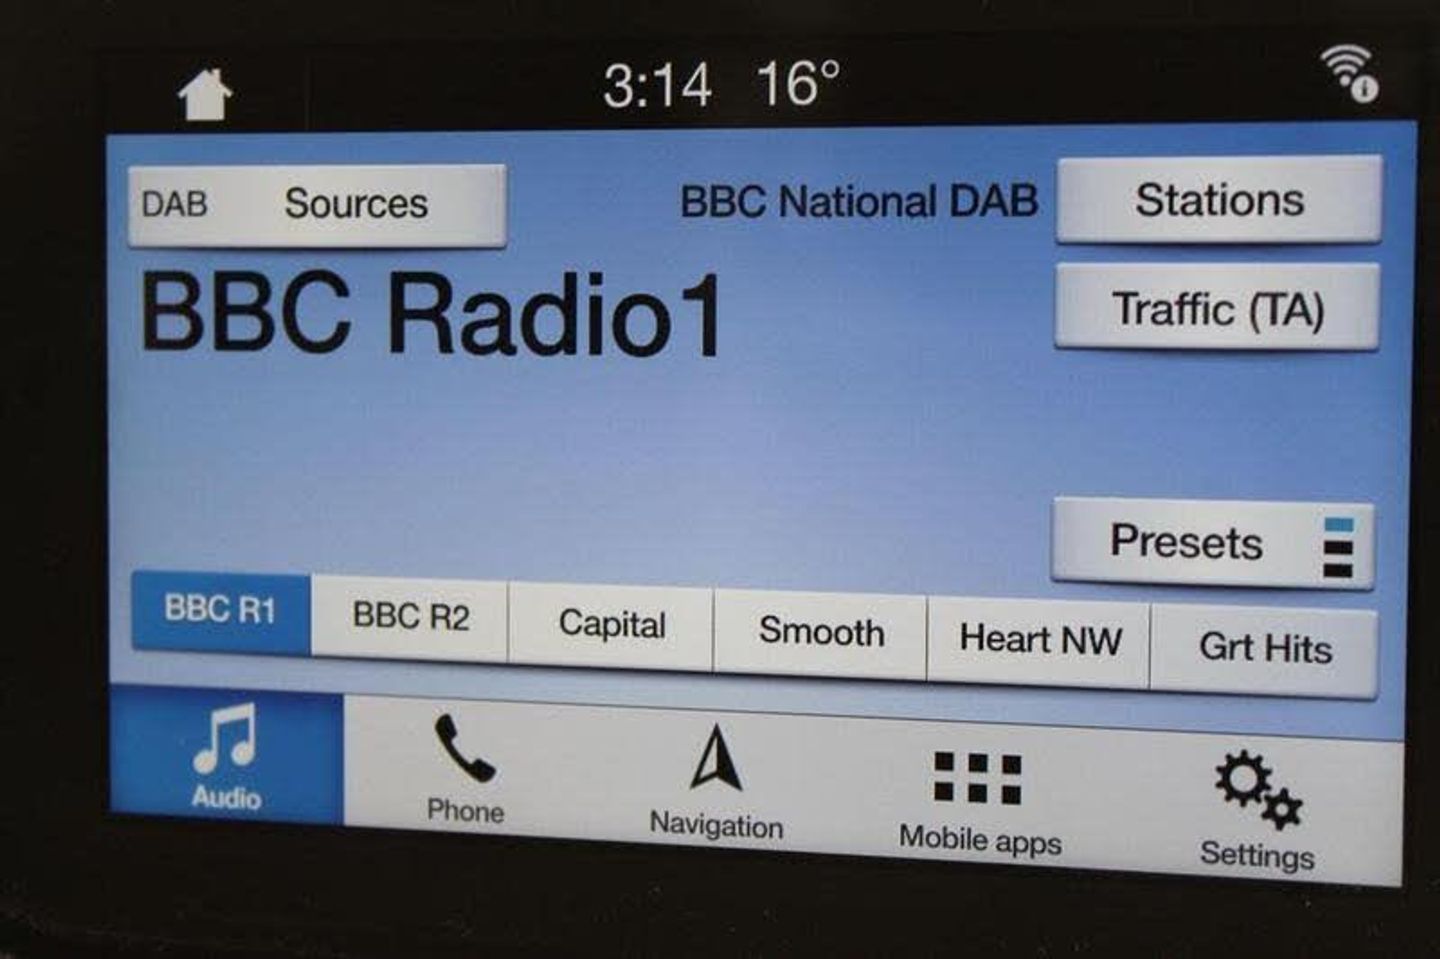 3:14 16°
DAB Sources
BBC National DAB
Stations
BBC Radio1
Traffic (TA)
Presets
BBC R1
BBC R2
Capital
Smooth
Heart NW
Grt Hits
Audio
Phone
Navigation
Mobile apps
Settings